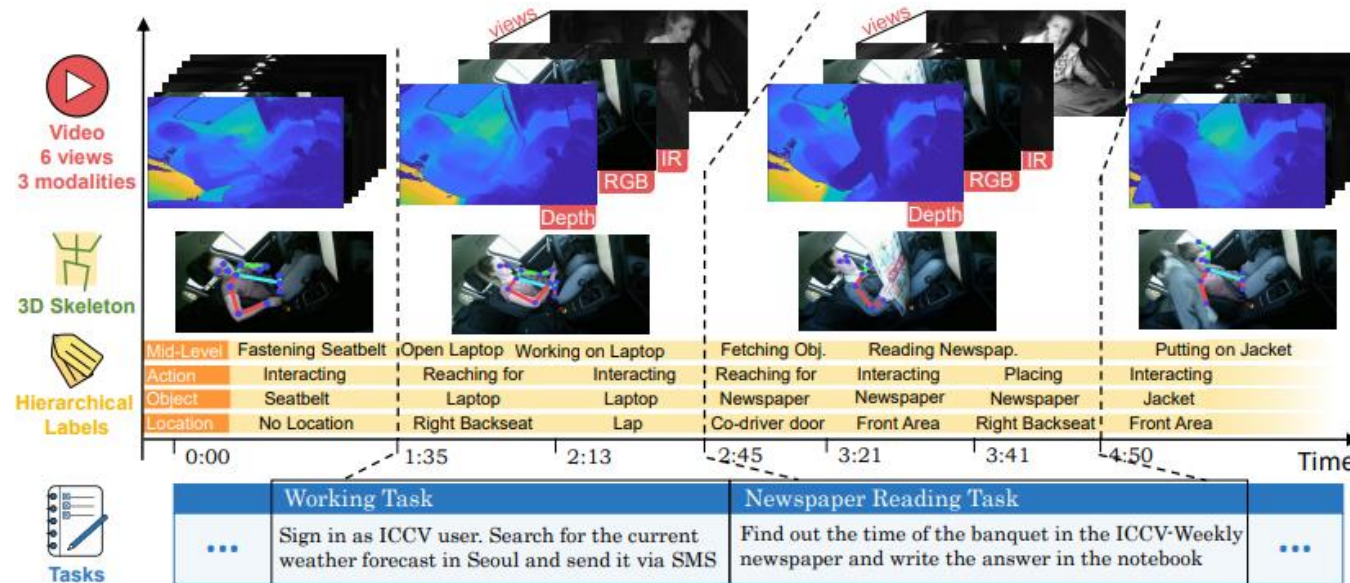 Video
6 views
3 modalities
views
IR
RGB
Depth
views
IR
RGB
Depth
3D Skeleton
Hierarchical
Labels
Mid-Level Fastening Seatbelt Open Laptop Working on Laptop Fetching Obj. Reading Newspap. Putting on Jacket
Action Interacting Reaching for Interacting Reaching for Interacting Placing Interacting
Object Seatbelt Laptop Laptop Newspaper Newspaper Newspaper Jacket
Location No Location Right Backseat Lap Co-driver door Front Area Right Backseat Front Area
0:00 1:35 2:13 2:45 3:21 3:41 4:50 Time
Tasks
... Working Task
Sign in as ICCV user. Search for the current
weather forecast in Seoul and send it via SMS
Newspaper Reading Task
Find out the time of the banquet in the ICCV-Weekly
newspaper and write the answer in the notebook
...